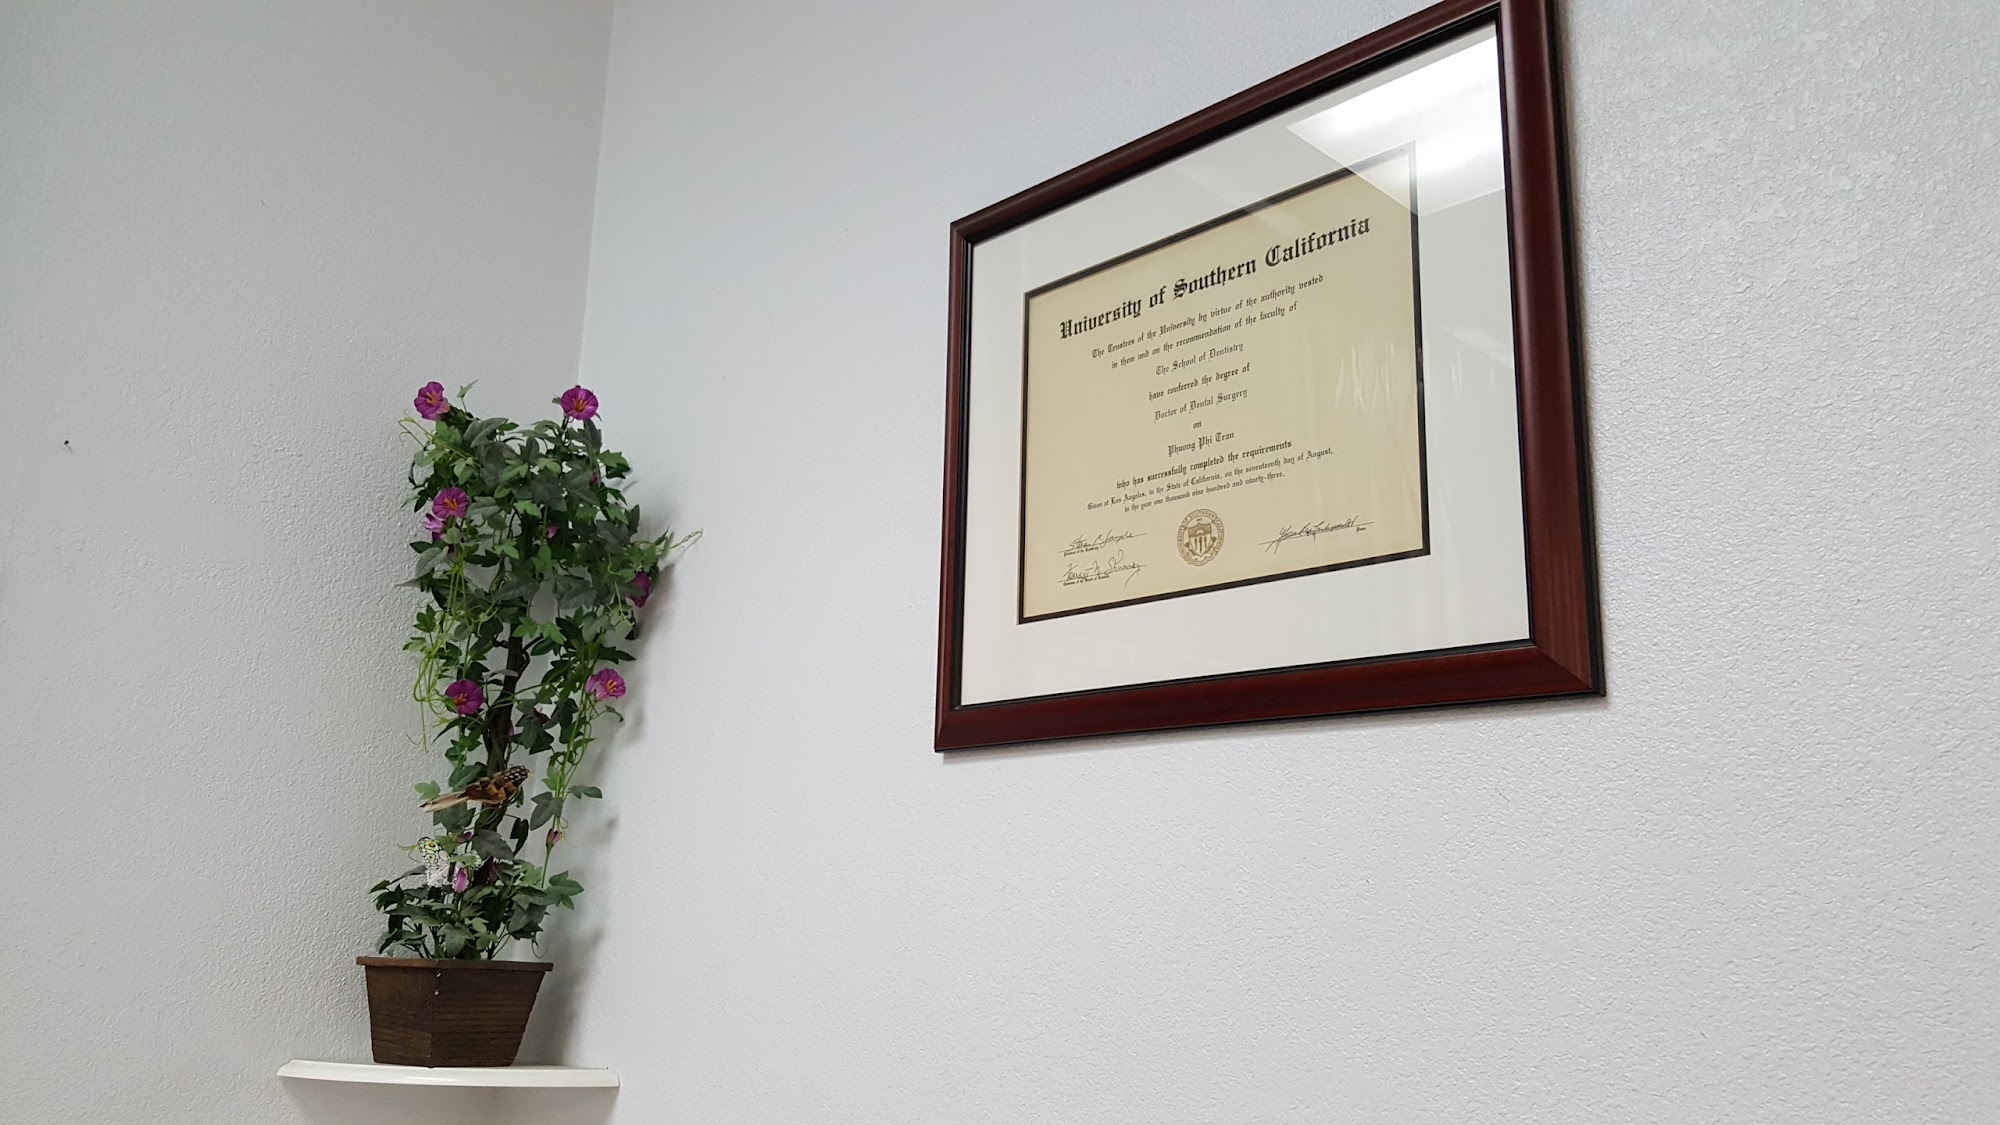 University of Southern California
The Trustees of the University by virtue of the authority vested
in them and on the recommendation of the faculty of
The School of Dentistry
have conferred the degree of
Doctor of Dental Surgery
on
Phuong Phi Tran
who has successfully completed the requirements
Given at Los Angeles, in the State of California, on the seventeenth day of August,
in the year one thousand nine hundred and ninety-three.
Dean